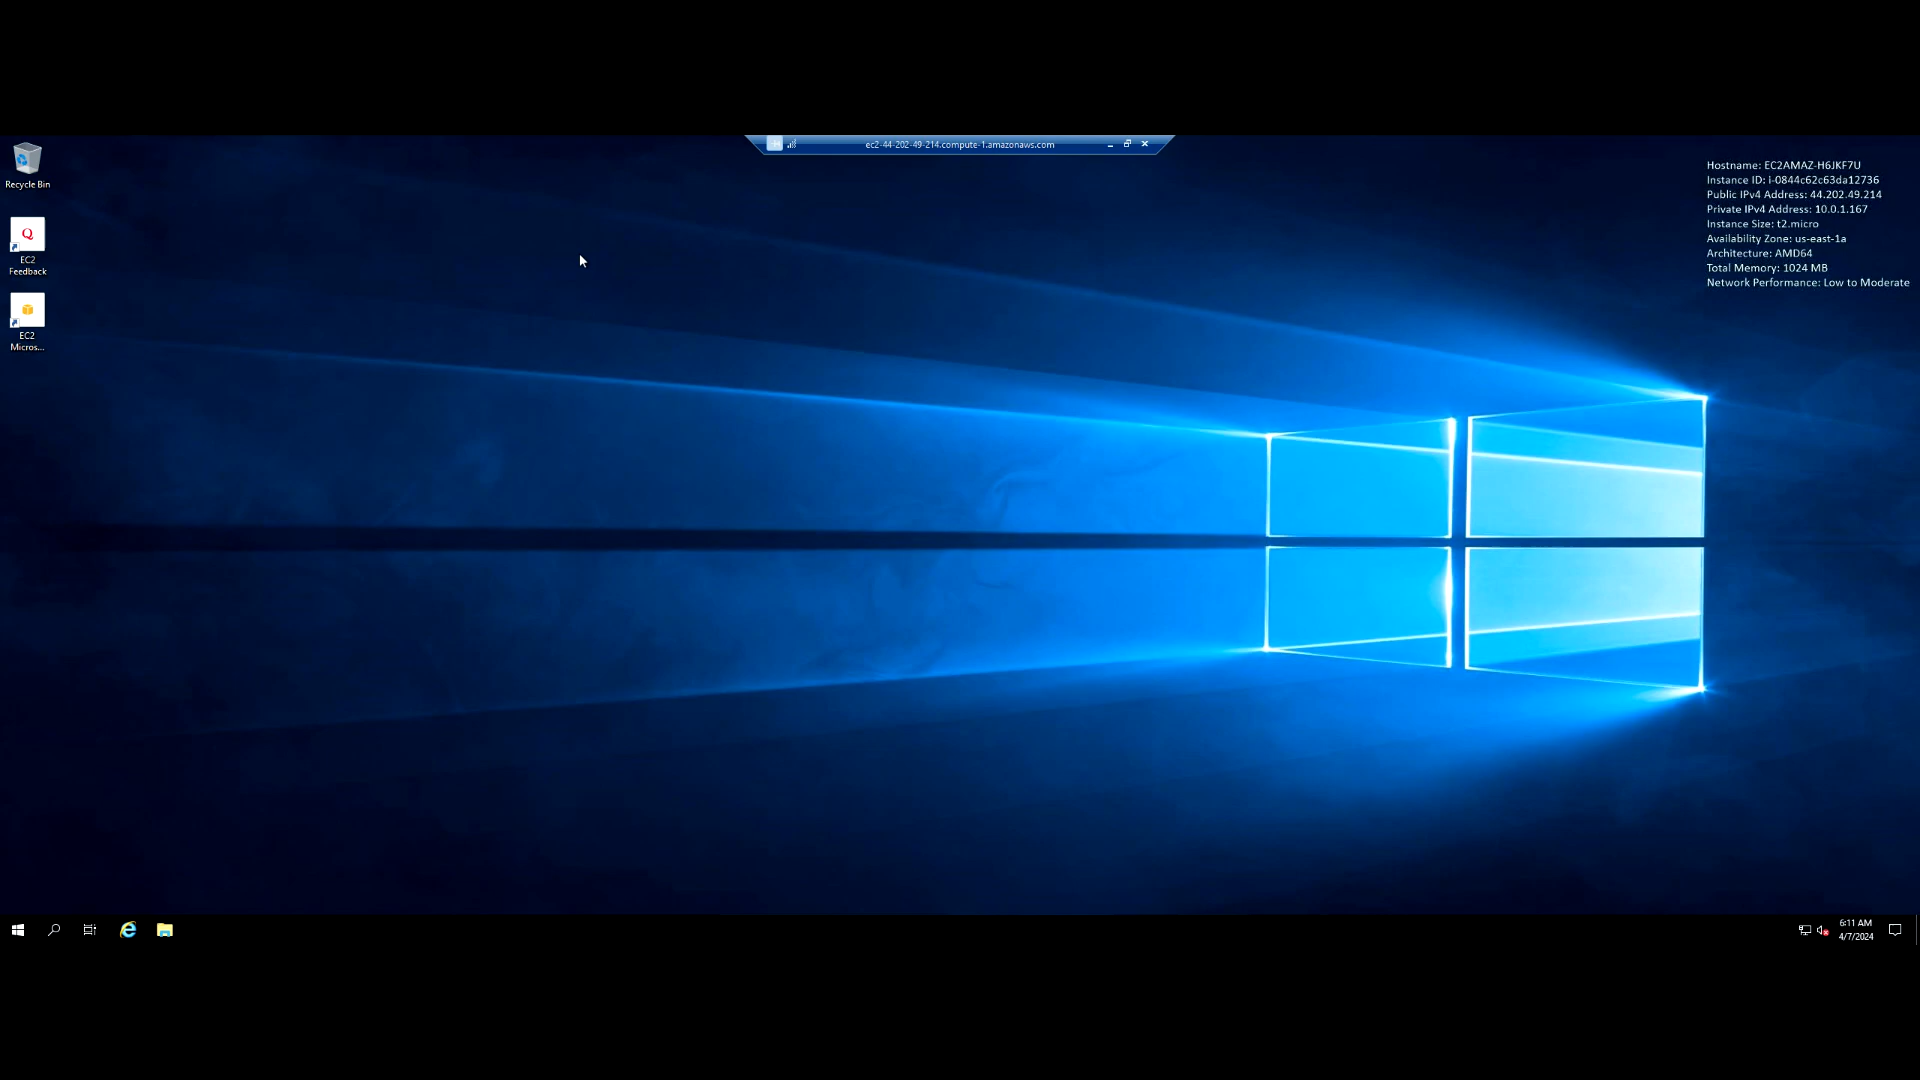 ec2-44-202-49-214.compute-1.amazonaws.com
Recycle Bin
EC2
Feedback
EC2
Micros...
Hostname: EC2AMAZ-H6JKF7U
Instance ID: i-0844c62c63da12736
Public IPv4 Address: 44.202.49.214
Private IPv4 Address: 10.0.1.167
Instance Size: t2.micro
Availability Zone: us-east-1a
Architecture: AMD64
Total Memory: 1024 MB
Network Performance: Low to Moderate
6:11 AM
4/7/2024